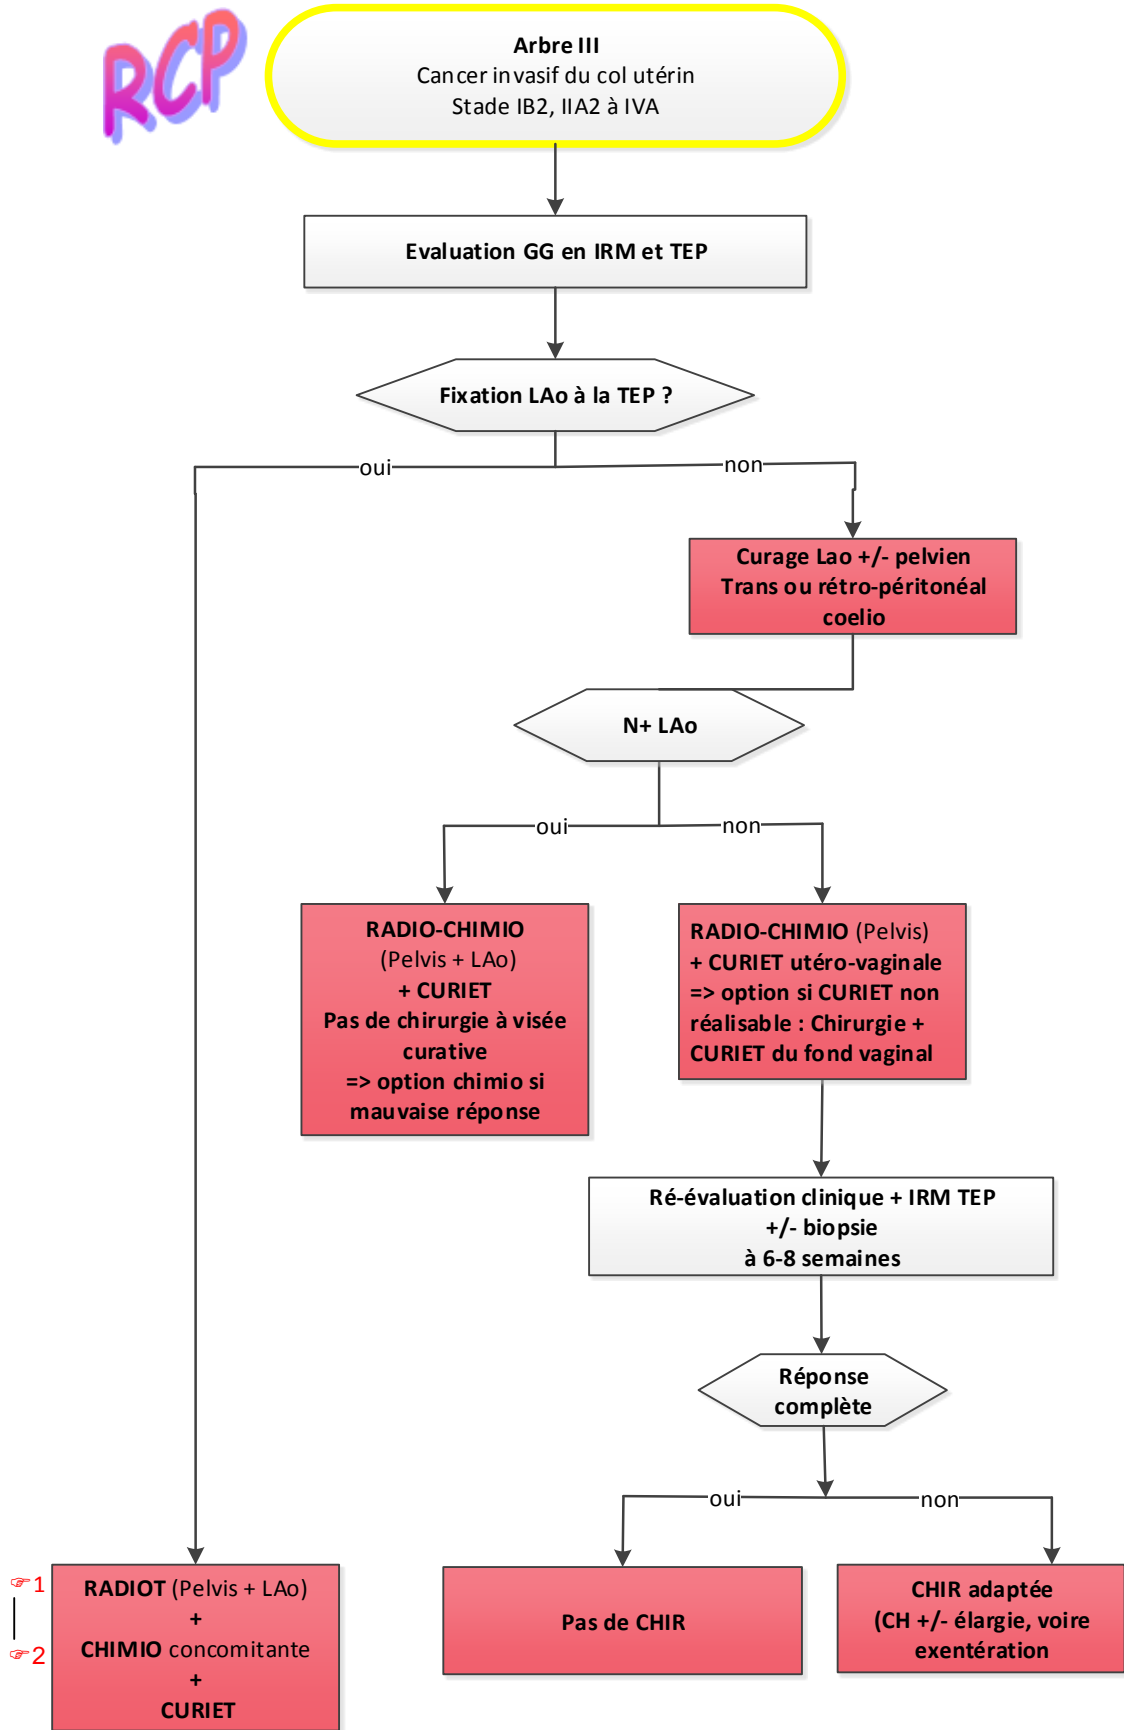 RCP
Arbre III
Cancer invasif du col utérin
Stade IB2, IIA2 à IVA
Evaluation GG en IRM et TEP
Fixation LAo à la TEP ?
oui
non
Curage Lao +/- pelvien
Trans ou rétro-péritonéal
coelio
N+ LAo
oui
non
RADIO-CHIMIO
(Pelvis + LAo)
+ CURIET
Pas de chirurgie à visée
curative
=> option chimio si
mauvaise réponse
RADIO-CHIMIO (Pelvis)
+ CURIET utéro-vaginale
=> option si CURIET non
réalisable : Chirurgie +
CURIET du fond vaginal
Ré-évaluation clinique + IRM TEP
+/- biopsie
à 6-8 semaines
Réponse
complète
oui
non
☞1
☞2
RADIOT (Pelvis + LAo)
+
CHIMIO concomitante
+
CURIET
Pas de CHIR
CHIR adaptée
(CH +/- élargie, voire
exentération